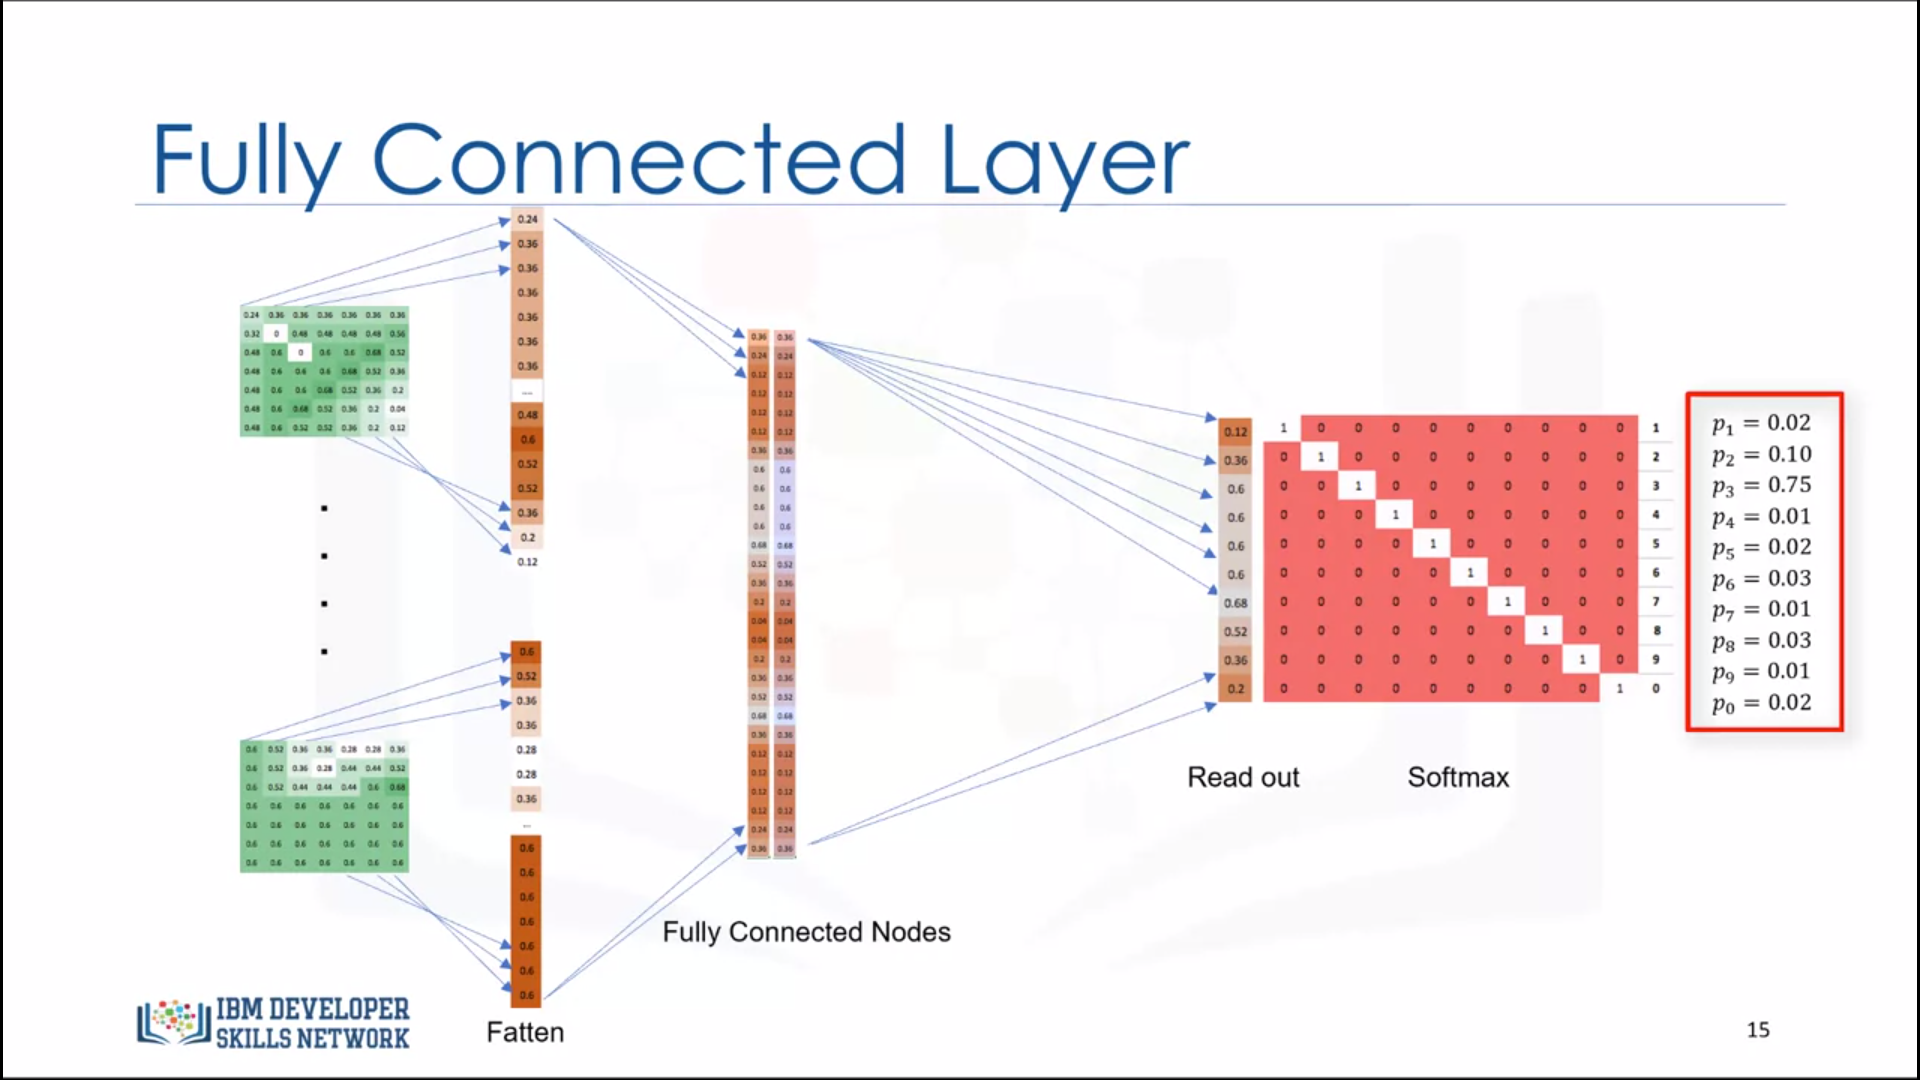 Fully Connected Layer
0.24
0.36
0.36
0.36
0.36
0.36
0.36
...
0.48
0.6
0.52
0.52
0.36
0.2
0.12
0.24 0.36 0.36 0.36 0.36 0.36 0.36
0.32 0 0.48 0.48 0.48 0.48 0.56
0.48 0.6 0 0.6 0.6 0.68 0.52
0.48 0.6 0.6 0.6 0.68 0.52 0.36
0.48 0.6 0.6 0.68 0.52 0.36 0.2
0.48 0.6 0.68 0.52 0.36 0.2 0.04
0.48 0.6 0.52 0.52 0.36 0.2 0.12
0.6
0.52
0.36
0.36
0.28
0.28
0.36
...
0.6
0.6
0.6
0.6
0.6
0.6
0.6
0.6 0.52 0.36 0.36 0.28 0.28 0.36
0.6 0.52 0.36 0.28 0.44 0.44 0.52
0.6 0.52 0.44 0.44 0.44 0.6 0.68
0.6 0.6 0.6 0.6 0.6 0.6 0.6
0.6 0.6 0.6 0.6 0.6 0.6 0.6
0.6 0.6 0.6 0.6 0.6 0.6 0.6
0.6 0.6 0.6 0.6 0.6 0.6 0.6
Fatten
0.36 0.36
0.24 0.24
0.12 0.12
0.12 0.12
0.12 0.12
0.12 0.12
0.36 0.36
0.6 0.6
0.6 0.6
0.6 0.6
0.6 0.6
0.68 0.68
0.52 0.52
0.36 0.36
0.2 0.2
0.04 0.04
0.04 0.04
0.2 0.2
0.36 0.36
0.52 0.52
0.68 0.68
0.36 0.36
0.12 0.12
0.12 0.12
0.12 0.12
0.12 0.12
0.24 0.24
0.36 0.36
Fully Connected Nodes
0.12
0.36
0.6
0.6
0.6
0.6
0.68
0.52
0.36
0.2
Read out
1 0 0 0 0 0 0 0 0 0 1
0 1 0 0 0 0 0 0 0 0 2
0 0 1 0 0 0 0 0 0 0 3
0 0 0 1 0 0 0 0 0 0 4
0 0 0 0 1 0 0 0 0 0 5
0 0 0 0 0 1 0 0 0 0 6
0 0 0 0 0 0 1 0 0 0 7
0 0 0 0 0 0 0 1 0 0 8
0 0 0 0 0 0 0 0 1 0 9
0 0 0 0 0 0 0 0 0 1 0
Softmax
p₁ = 0.02
p₂ = 0.10
p₃ = 0.75
p₄ = 0.01
p₅ = 0.02
p₆ = 0.03
p₇ = 0.01
p₈ = 0.03
p₉ = 0.01
p₀ = 0.02
IBM DEVELOPER
SKILLS NETWORK
15